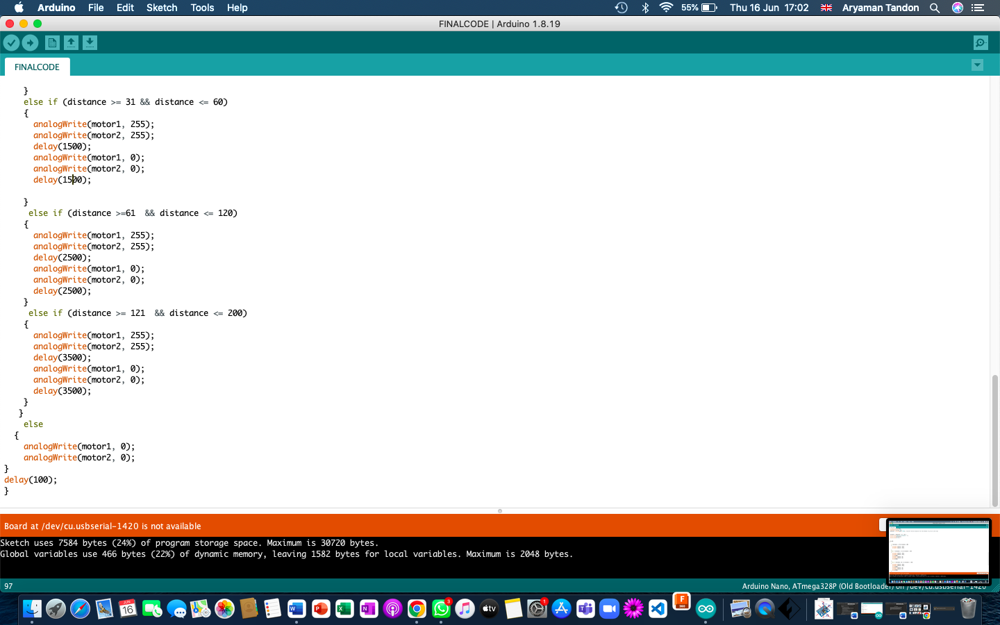 Arduino File Edit Sketch Tools Help 55% Thu 16 Jun 17:02 Aryaman Tandon
FINALCODE | Arduino 1.8.19
FINALCODE
}
else if (distance >= 31 && distance <= 60)
{
analogWrite(motor1, 255);
analogWrite(motor2, 255);
delay(1500);
analogWrite(motor1, 0);
analogWrite(motor2, 0);
delay(1500);
}
else if (distance >=61  && distance <= 120)
{
analogWrite(motor1, 255);
analogWrite(motor2, 255);
delay(2500);
analogWrite(motor1, 0);
analogWrite(motor2, 0);
delay(2500);
}
else if (distance >= 121  && distance <= 200)
{
analogWrite(motor1, 255);
analogWrite(motor2, 255);
delay(3500);
analogWrite(motor1, 0);
analogWrite(motor2, 0);
delay(3500);
}
}
else
{
analogWrite(motor1, 0);
analogWrite(motor2, 0);
}
delay(100);
}
Board at /dev/cu.usbserial-1420 is not available
Sketch uses 7584 bytes (24%) of program storage space. Maximum is 30720 bytes.
Global variables use 466 bytes (22%) of dynamic memory, leaving 1582 bytes for local variables. Maximum is 2048 bytes.
97
Arduino Nano, ATmega328P (Old Bootloader) on /dev/cu.usbserial-1420
JUN
16
3
tv
1
F
360